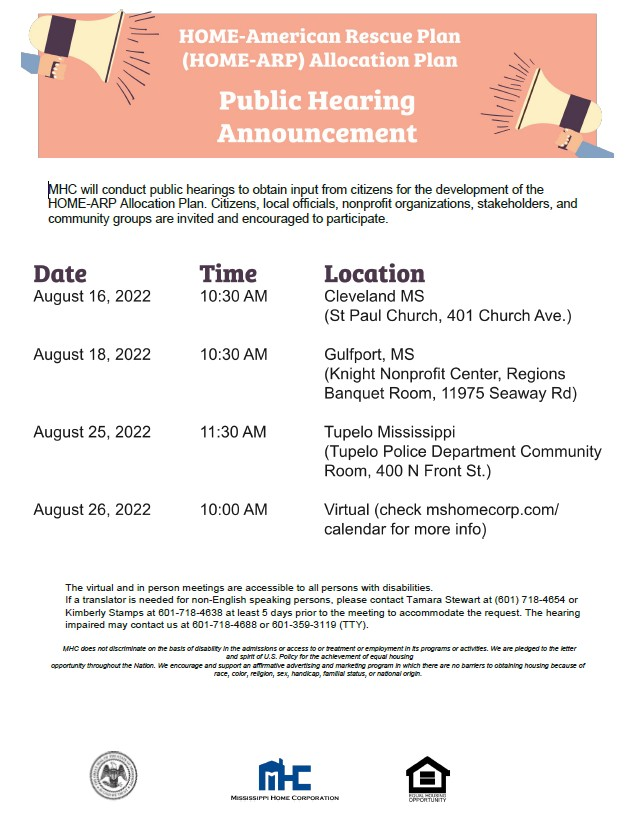 HOME-American Rescue Plan
(HOME-ARP) Allocation Plan
Public Hearing
Announcement
MHC will conduct public hearings to obtain input from citizens for the development of the
HOME-ARP Allocation Plan. Citizens, local officials, nonprofit organizations, stakeholders, and
community groups are invited and encouraged to participate.
Date Time Location
August 16, 2022 10:30 AM Cleveland MS
(St Paul Church, 401 Church Ave.)
August 18, 2022 10:30 AM Gulfport, MS
(Knight Nonprofit Center, Regions
Banquet Room, 11975 Seaway Rd)
August 25, 2022 11:30 AM Tupelo Mississippi
(Tupelo Police Department Community
Room, 400 N Front St.)
August 26, 2022 10:00 AM Virtual (check mshomecorp.com/
calendar for more info)
The virtual and in person meetings are accessible to all persons with disabilities.
If a translator is needed for non-English speaking persons, please contact Tamara Stewart at (601) 718-4654 or
Kimberly Stamps at 601-718-4638 at least 5 days prior to the meeting to accommodate the request. The hearing
impaired may contact us at 601-718-4688 or 601-359-3119 (TTY).
MHC does not discriminate on the basis of disability in the admissions or access to or treatment or employment in its programs or activities. We are pledged to the letter
and spirit of U.S. Policy for the achievement of equal housing
opportunity throughout the Nation. We encourage and support an affirmative advertising and marketing program in which there are no barriers to obtaining housing because of
race, color, religion, sex, handicap, familial status, or national origin.
MHC
MISSISSIPPI HOME CORPORATION
EQUAL HOUSING
OPPORTUNITY